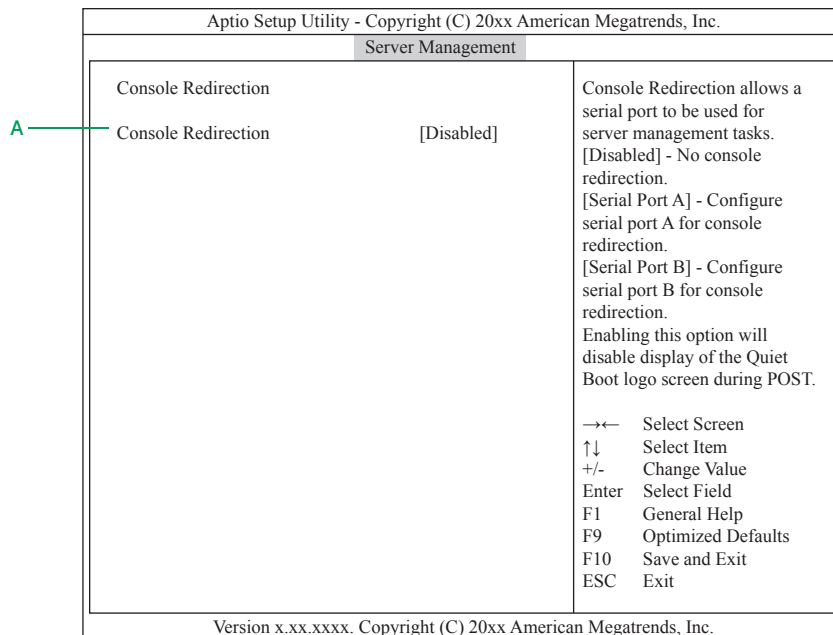 Aptio Setup Utility - Copyright (C) 20xx American Megatrends, Inc.
Server Management
Console Redirection
A
Console Redirection [Disabled]
Console Redirection allows a
serial port to be used for
server management tasks.
[Disabled] - No console
redirection.
[Serial Port A] - Configure
serial port A for console
redirection.
[Serial Port B] - Configure
serial port B for console
redirection.
Enabling this option will
disable display of the Quiet
Boot logo screen during POST.
→← Select Screen
↑↓ Select Item
+/- Change Value
Enter Select Field
F1 General Help
F9 Optimized Defaults
F10 Save and Exit
ESC Exit
Version x.xx.xxxx. Copyright (C) 20xx American Megatrends, Inc.